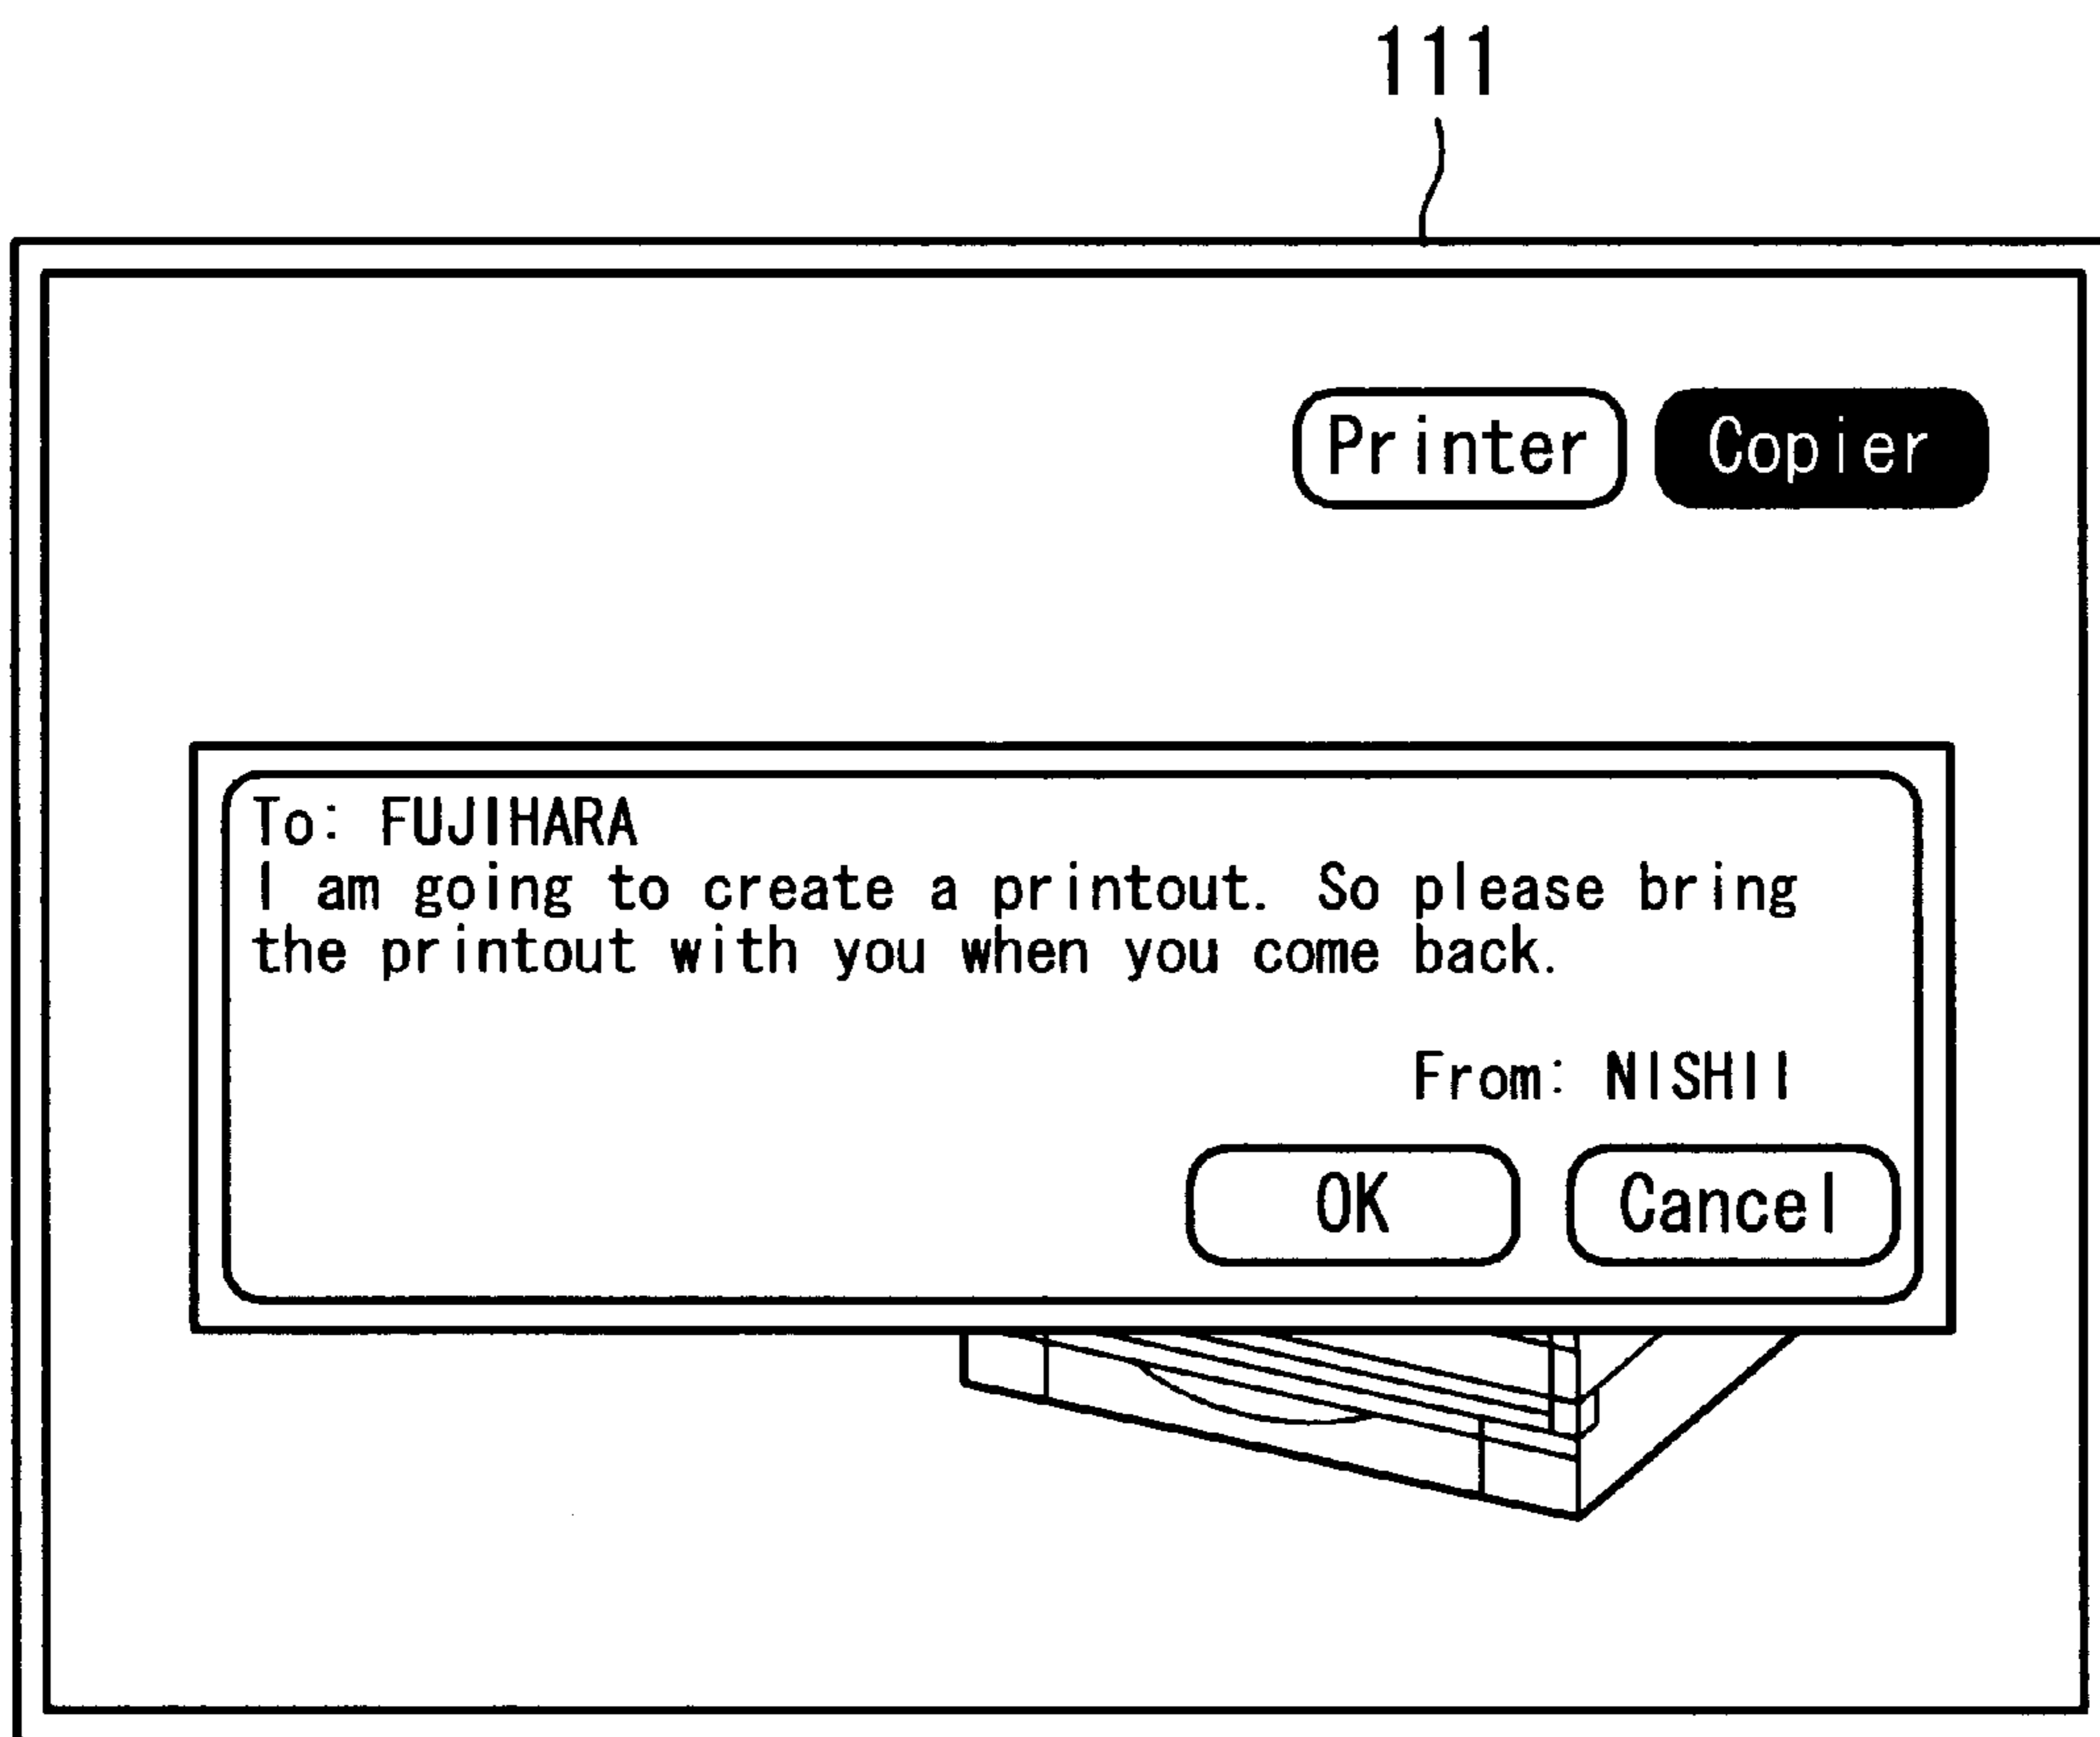 111
Printer Copier
To: FUJIHARA
I am going to create a printout. So please bring
the printout with you when you come back.
From: NISHII
OK Cancel